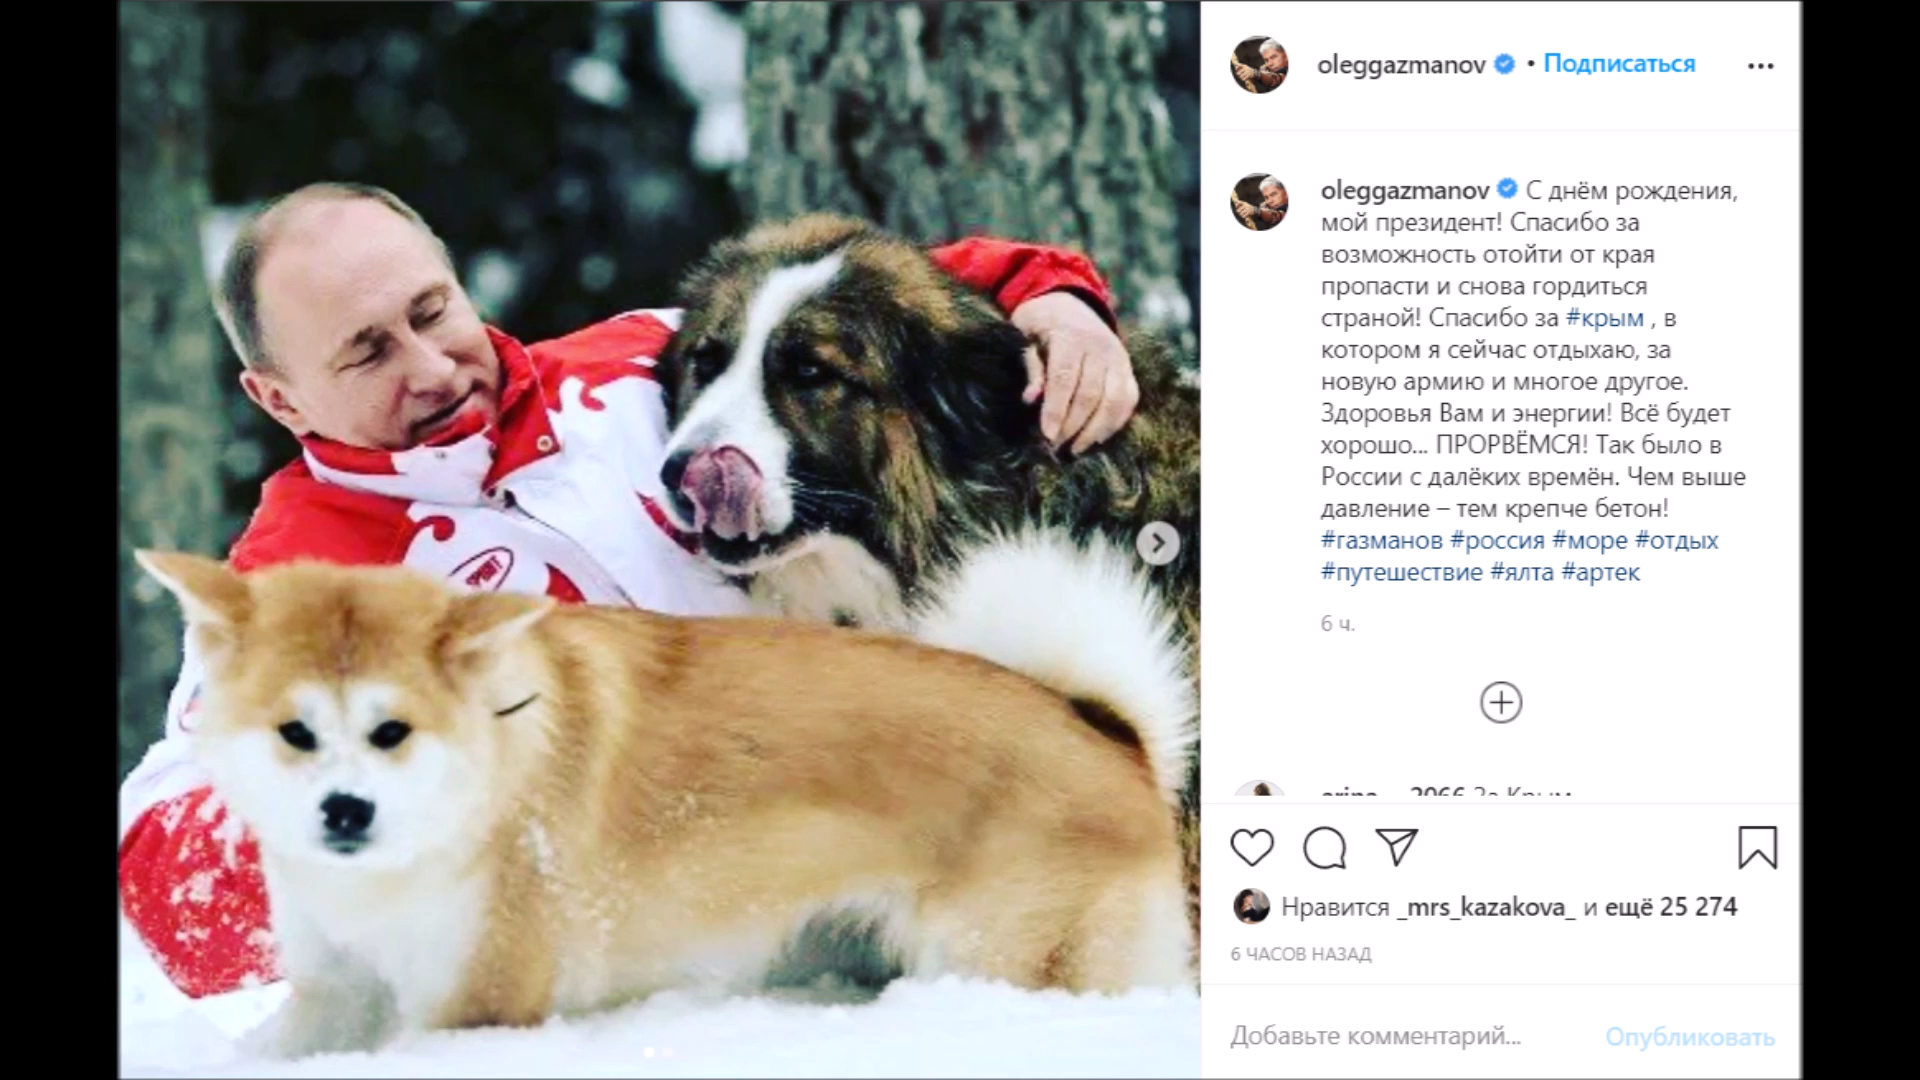 oleggazmanov • Подписаться
oleggazmanov С днём рождения,
мой президент! Спасибо за
возможность отойти от края
пропасти и снова гордиться
страной! Спасибо за #крым , в
котором я сейчас отдыхаю, за
новую армию и многое другое.
Здоровья Вам и энергии! Всё будет
хорошо... ПРОРВЁМСЯ! Так было в
России с далёких времён. Чем выше
давление – тем крепче бетон!
#газманов #россия #море #отдых
#путешествие #ялта #артек
6 ч.
За Крым
Нравится _mrs_kazakova_ и ещё 25 274
6 ЧАСОВ НАЗАД
Добавьте комментарий... Опубликовать